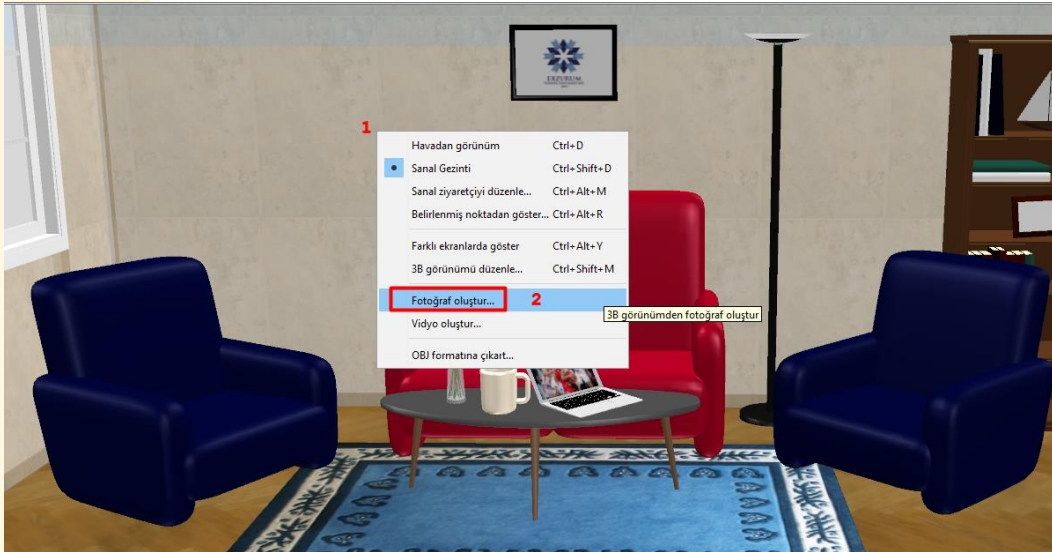 ERZURUM
1
Havadan görünüm Ctrl+D
Sanal Gezinti Ctrl+Shift+D
Sanal ziyaretçiyi düzenle... Ctrl+Alt+M
Belirlenmiş noktadan göster... Ctrl+Alt+R
Farklı ekranlarda göster Ctrl+Alt+Y
3B görünümü düzenle... Ctrl+Shift+M
Fotoğraf oluştur... 2
3B görünümden fotoğraf oluştur
Vidyo oluştur...
OBJ formatına çıkart...